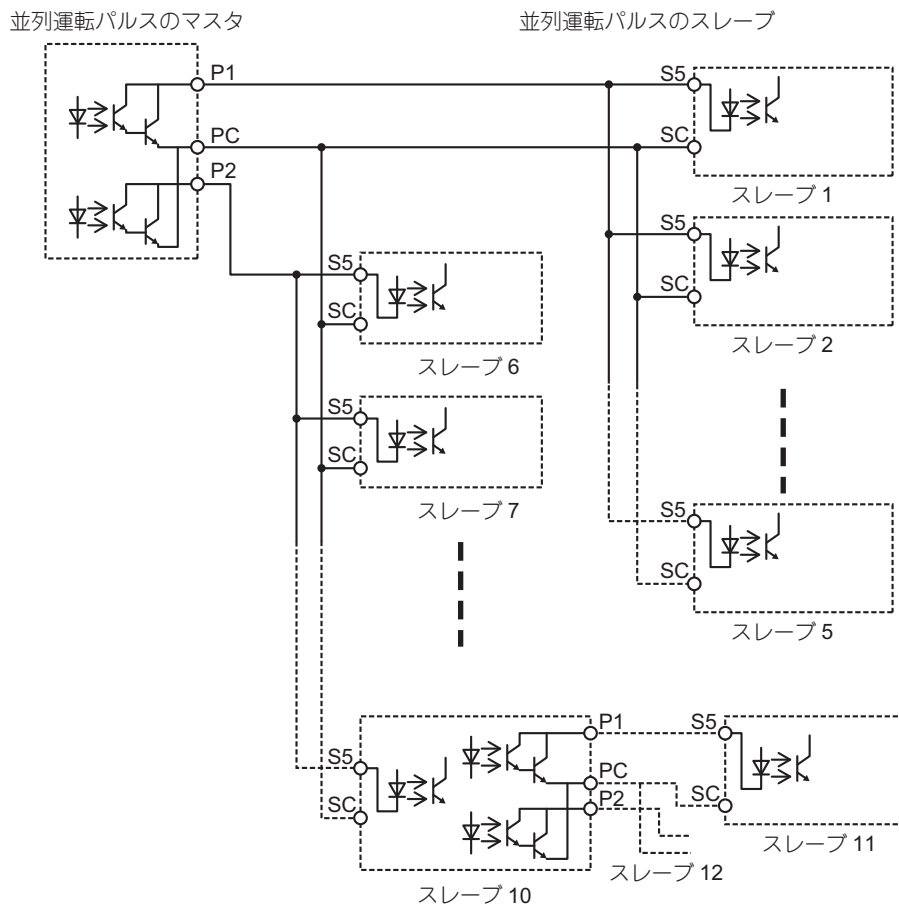 並列運転パルスのマスタ
並列運転パルスのスレーブ
P1
PC
P2
S5
SC
スレーブ 1
S5
SC
スレーブ 2
S5
SC
スレーブ 6
S5
SC
スレーブ 7
S5
SC
スレーブ 5
S5
SC
P1
PC
P2
スレーブ 10
S5
SC
スレーブ 11
スレーブ 12